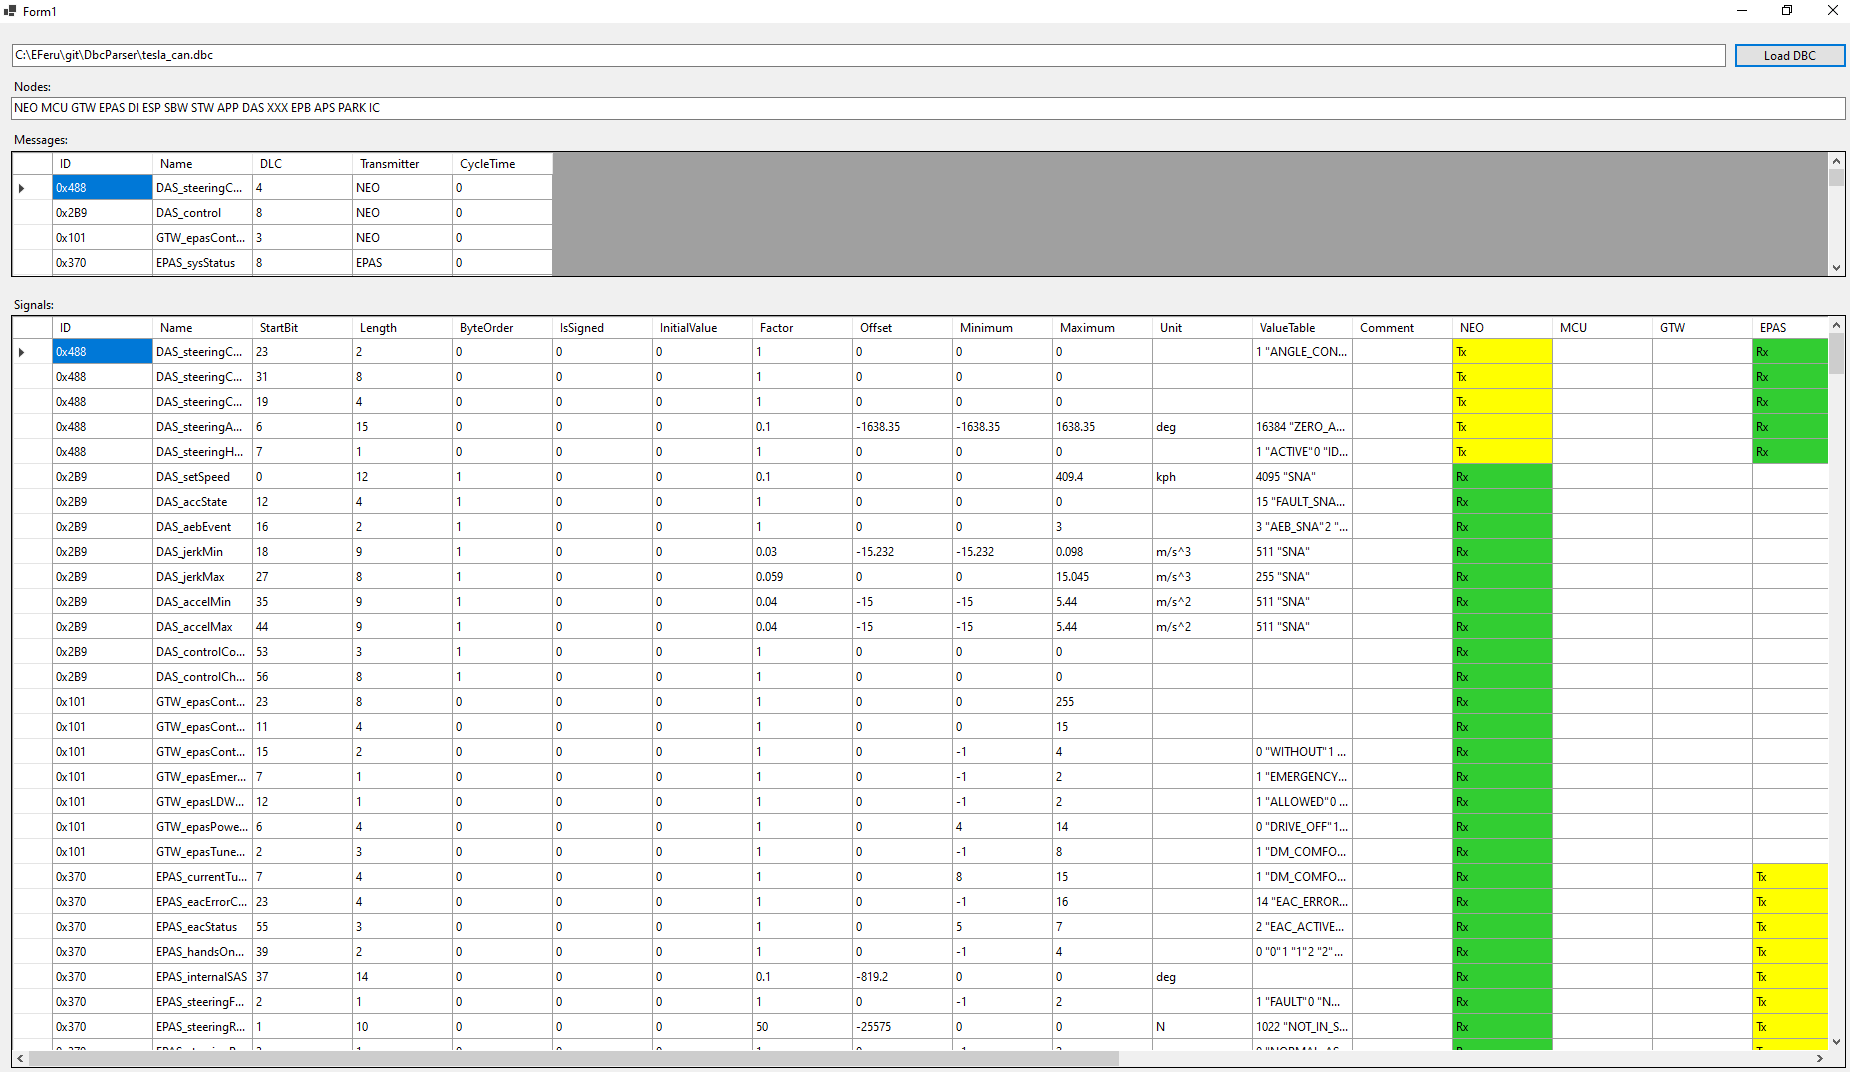 Form1
C:\EFeru\git\DbcParser\tesla_can.dbc Load DBC
Nodes:
NEO MCU GTW EPAS DI ESP SBW STW APP DAS XXX EPB APS PARK IC
Messages:
ID Name DLC Transmitter CycleTime
0x488 DAS_steeringC... 4 NEO 0
0x2B9 DAS_control 8 NEO 0
0x101 GTW_epasCont... 3 NEO 0
0x370 EPAS_sysStatus 8 EPAS 0
Signals:
ID Name StartBit Length ByteOrder IsSigned InitialValue Factor Offset Minimum Maximum Unit ValueTable Comment NEO MCU GTW EPAS
0x488 DAS_steeringC... 23 2 0 0 0 1 0 0 0 1 "ANGLE_CON... Tx Rx
0x488 DAS_steeringC... 31 8 0 0 0 1 0 0 0 Tx Rx
0x488 DAS_steeringC... 19 4 0 0 0 1 0 0 0 Tx Rx
0x488 DAS_steeringA... 6 15 0 0 0 0.1 -1638.35 -1638.35 1638.35 deg 16384 "ZERO_A... Tx Rx
0x488 DAS_steeringH... 7 1 0 0 0 1 0 0 0 1 "ACTIVE"0 "ID... Tx Rx
0x2B9 DAS_setSpeed 0 12 1 0 0 0.1 0 0 409.4 kph 4095 "SNA" Rx
0x2B9 DAS_accState 12 4 1 0 0 1 0 0 0 15 "FAULT_SNA... Rx
0x2B9 DAS_aebEvent 16 2 1 0 0 1 0 0 3 3 "AEB_SNA"2 "... Rx
0x2B9 DAS_jerkMin 18 9 1 0 0 0.03 -15.232 -15.232 0.098 m/s^3 511 "SNA" Rx
0x2B9 DAS_jerkMax 27 8 1 0 0 0.059 0 0 15.045 m/s^3 255 "SNA" Rx
0x2B9 DAS_accelMin 35 9 1 0 0 0.04 -15 -15 5.44 m/s^2 511 "SNA" Rx
0x2B9 DAS_accelMax 44 9 1 0 0 0.04 -15 -15 5.44 m/s^2 511 "SNA" Rx
0x2B9 DAS_controlCo... 53 3 1 0 0 1 0 0 0 Rx
0x2B9 DAS_controlCh... 56 8 1 0 0 1 0 0 0 Rx
0x101 GTW_epasCont... 23 8 0 0 0 1 0 0 255 Rx
0x101 GTW_epasCont... 11 4 0 0 0 1 0 0 15 Rx
0x101 GTW_epasCont... 15 2 0 0 0 1 0 -1 4 0 "WITHOUT"1 ... Rx
0x101 GTW_epasEmer... 7 1 0 0 0 1 0 -1 2 1 "EMERGENCY... Rx
0x101 GTW_epasLDW... 12 1 0 0 0 1 0 -1 2 1 "ALLOWED"0 ... Rx
0x101 GTW_epasPowe... 6 4 0 0 0 1 0 4 14 0 "DRIVE_OFF"1... Rx
0x101 GTW_epasTune... 2 3 0 0 0 1 0 -1 8 1 "DM_COMFO... Rx
0x370 EPAS_currentTu... 7 4 0 0 0 1 0 8 15 1 "DM_COMFO... Rx Tx
0x370 EPAS_eacErrorC... 23 4 0 0 0 1 0 -1 16 14 "EAC_ERROR... Rx Tx
0x370 EPAS_eacStatus 55 3 0 0 0 1 0 5 7 2 "EAC_ACTIVE... Rx Tx
0x370 EPAS_handsOn... 39 2 0 0 0 1 0 -1 4 0 "0"1 "1"2 "2"... Rx Tx
0x370 EPAS_internalSAS 37 14 0 0 0 0.1 -819.2 0 0 deg Rx Tx
0x370 EPAS_steeringF... 2 1 0 0 0 1 0 -1 2 1 "FAULT"0 "N... Rx Tx
0x370 EPAS_steeringR... 1 10 0 0 0 50 -25575 0 0 N 1022 "NOT_IN_S... Rx Tx